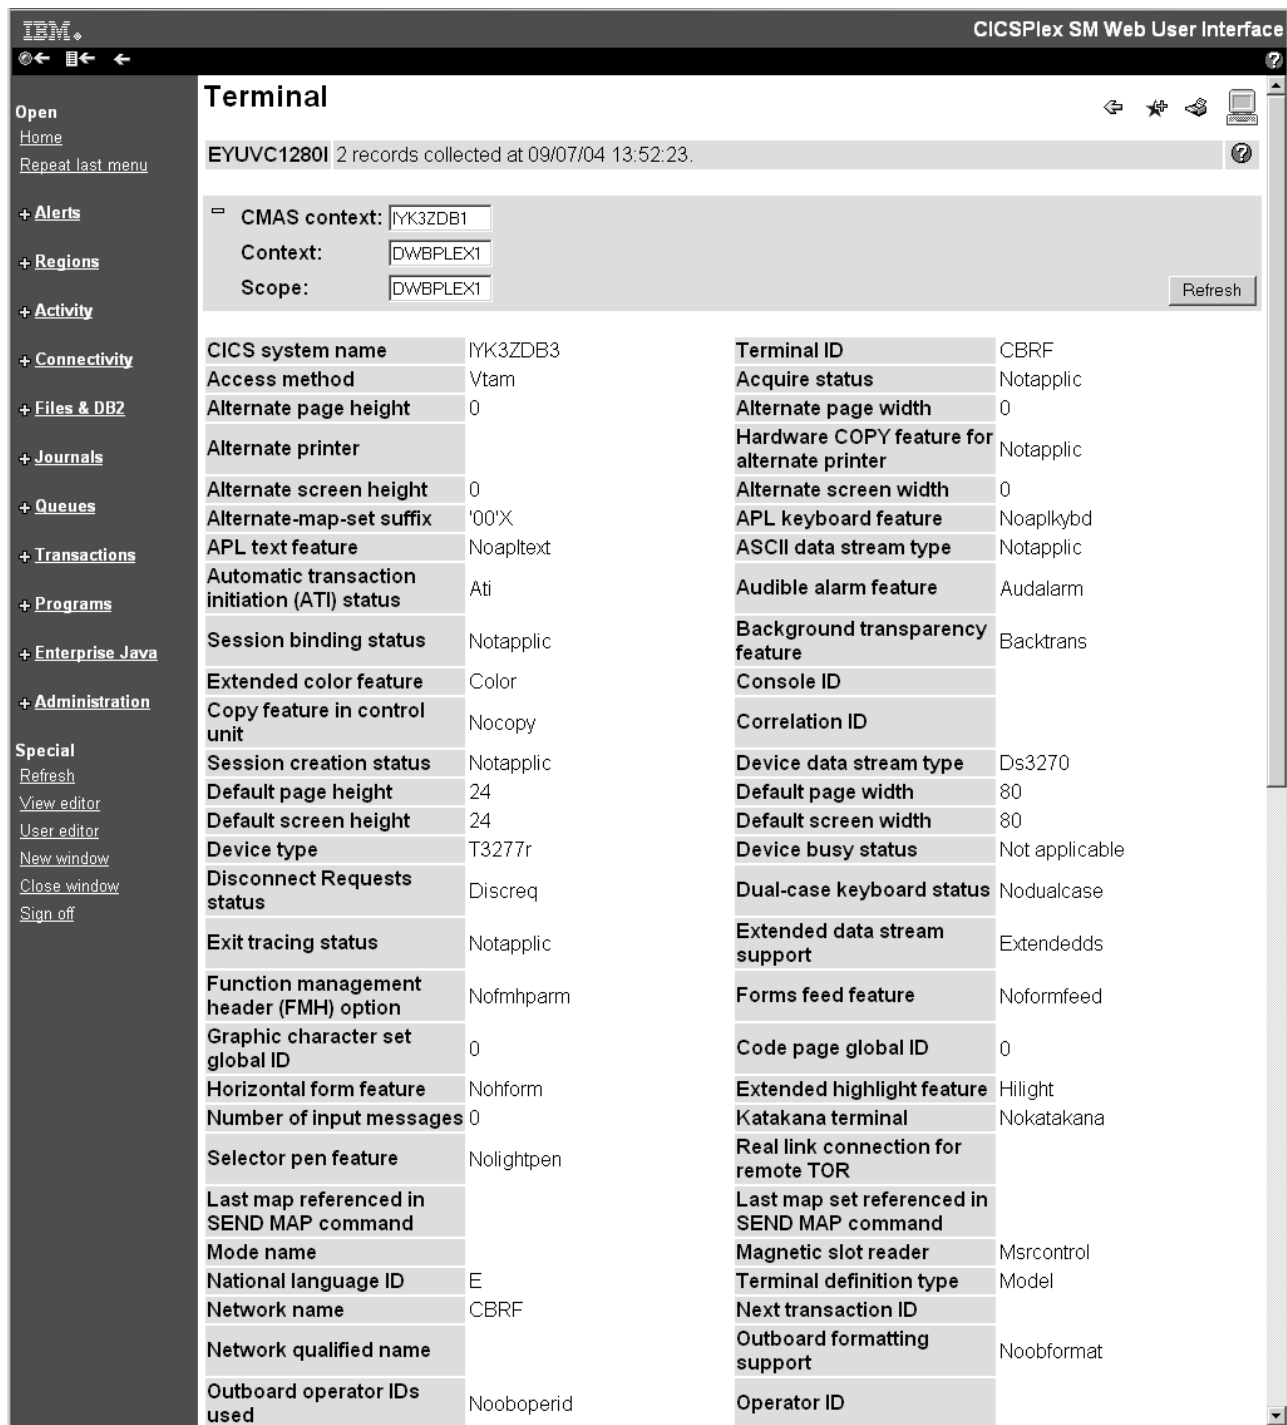 IBM
CICSPlex SM Web User Interface
Open
Home
Repeat last menu
+ Alerts
+ Regions
+ Activity
+ Connectivity
+ Files & DB2
+ Journals
+ Queues
+ Transactions
+ Programs
+ Enterprise Java
+ Administration
Special
Refresh
View editor
User editor
New window
Close window
Sign off
Terminal
EYUVC1280I 2 records collected at 09/07/04 13:52:23.
CMAS context: IYK3ZDB1
Context: DWBPLEX1
Scope: DWBPLEX1
Refresh
CICS system name IYK3ZDB3 Terminal ID CBRF
Access method Vtam Acquire status Notapplic
Alternate page height 0 Alternate page width 0
Alternate printer Hardware COPY feature for
alternate printer Notapplic
Alternate screen height 0 Alternate screen width 0
Alternate-map-set suffix '00'X APL keyboard feature Noaplkybd
APL text feature Noapltext ASCII data stream type Notapplic
Automatic transaction
initiation (ATI) status Ati Audible alarm feature Audalarm
Session binding status Notapplic Background transparency
feature Backtrans
Extended color feature Color Console ID
Copy feature in control
unit Nocopy Correlation ID
Session creation status Notapplic Device data stream type Ds3270
Default page height 24 Default page width 80
Default screen height 24 Default screen width 80
Device type T3277r Device busy status Not applicable
Disconnect Requests
status Discreq Dual-case keyboard status Nodualcase
Exit tracing status Notapplic Extended data stream
support Extendedds
Function management
header (FMH) option Nofmhparm Forms feed feature Noformfeed
Graphic character set
global ID 0 Code page global ID 0
Horizontal form feature Nohform Extended highlight feature Hilight
Number of input messages 0 Katakana terminal Nokatakana
Selector pen feature Nolightpen Real link connection for
remote TOR
Last map referenced in Last map set referenced in
SEND MAP command SEND MAP command
Mode name Magnetic slot reader Msrcontrol
National language ID E Terminal definition type Model
Network name CBRF Next transaction ID
Network qualified name Outboard formatting
support Noobformat
Outboard operator IDs
used Nooboperid Operator ID